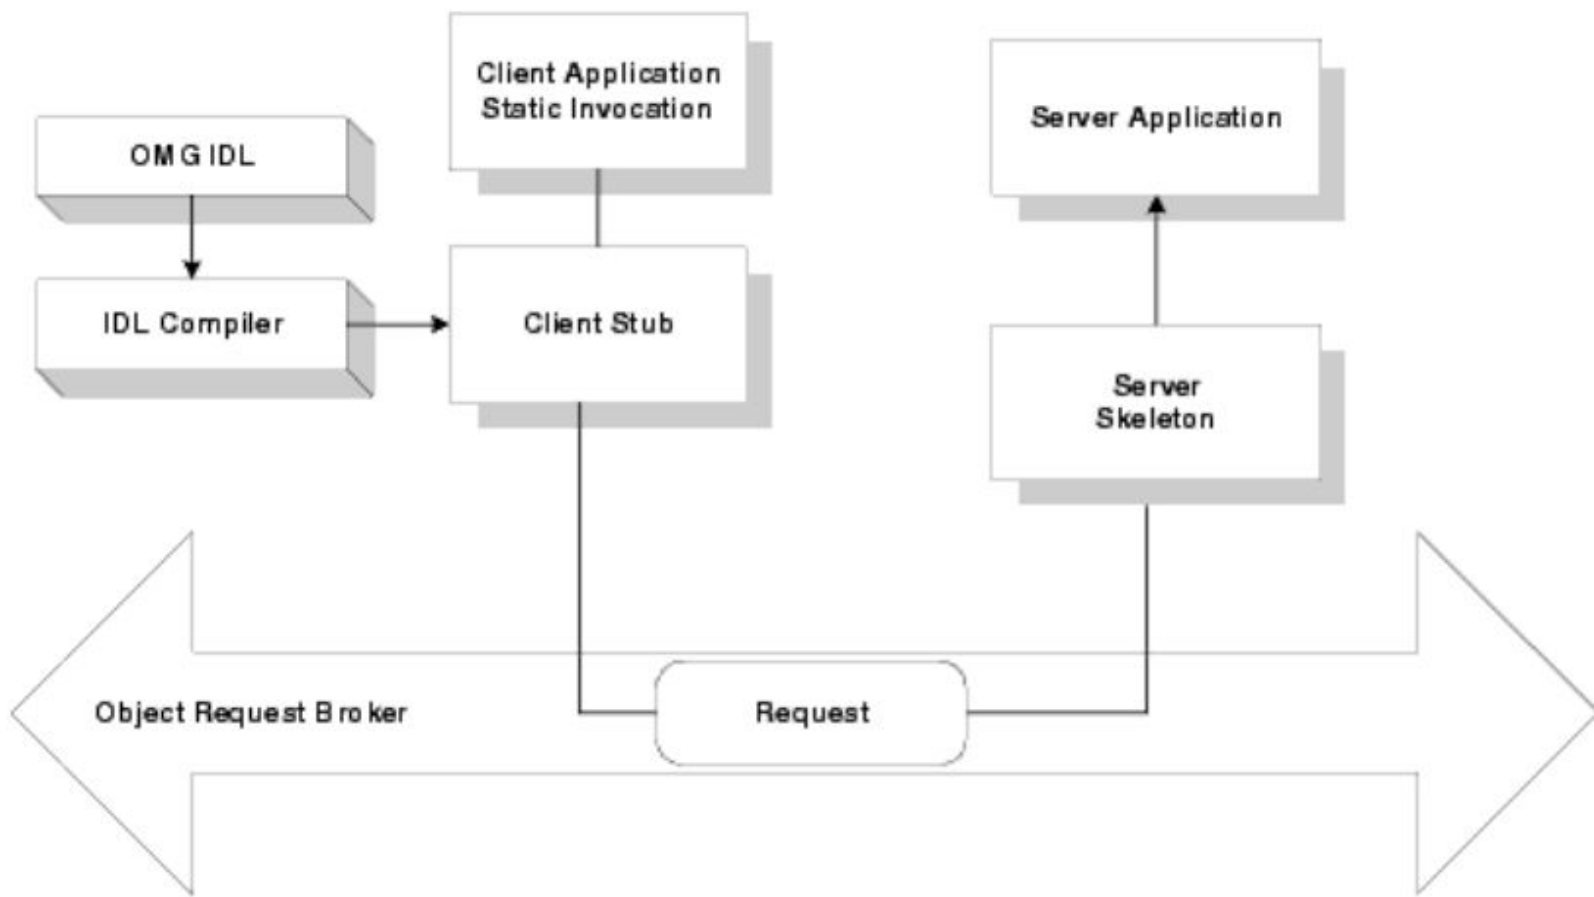 Client Application
Static Invocation
Server Application
OMG IDL
IDL Compiler
Client Stub
Server
Skeleton
Object Request Broker
Request